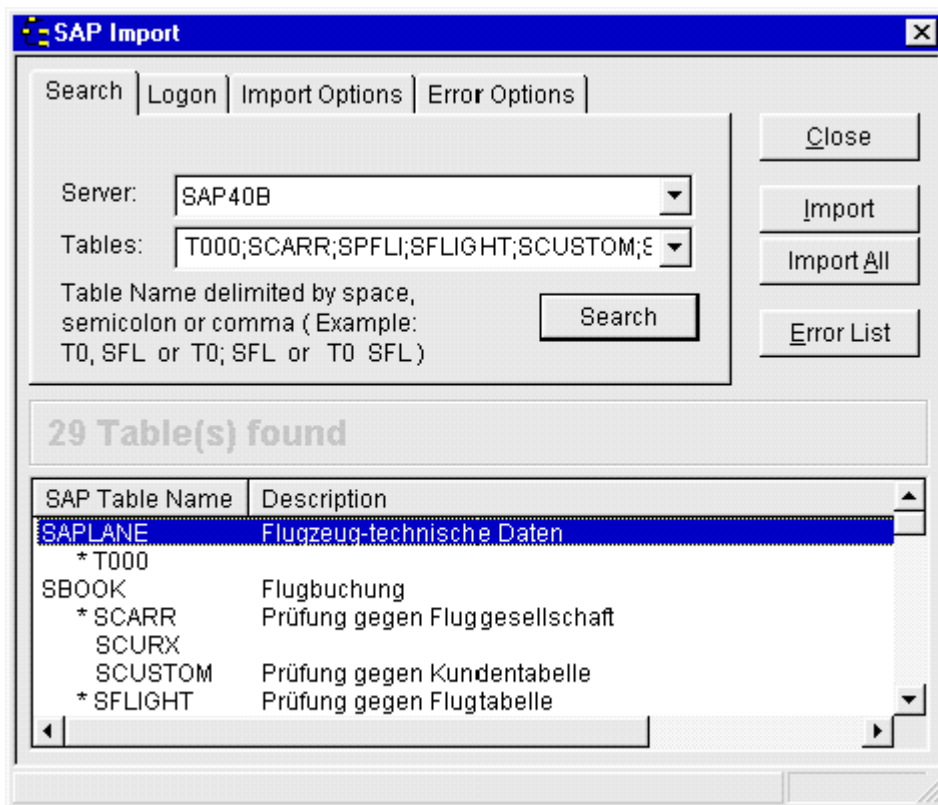 SAP Import
Search Logon Import Options Error Options
Close
Server: SAP40B
Import
Tables: T000;SCARR;SPFLI;SFLIGHT;SCUSTOM;
Import All
Table Name delimited by space,
semicolon or comma ( Example:
T0, SFL or T0; SFL or T0 SFL )
Search
Error List
29 Table(s) found
SAP Table Name Description
SAPLANE Flugzeug-technische Daten
* T000
SBOOK Flugbuchung
* SCARR Prüfung gegen Fluggesellschaft
SCURX
SCUSTOM Prüfung gegen Kundentabelle
* SFLIGHT Prüfung gegen Flugtabelle